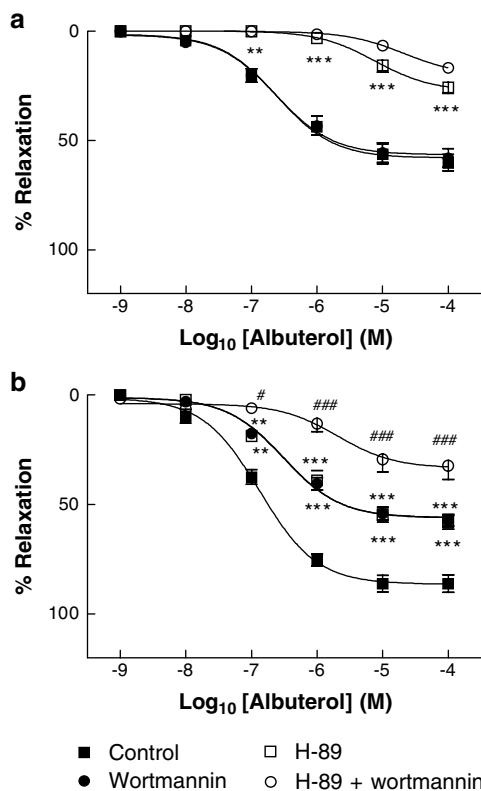 a
0
50
100
% Relaxation
**
***
***
***
-9 -8 -7 -6 -5 -4
Log10 [Albuterol] (M)
b
0
50
100
% Relaxation
#
###
###
###
**
**
***
***
***
***
***
***
-9 -8 -7 -6 -5 -4
Log10 [Albuterol] (M)
Control
H-89
Wortmannin
H-89 + wortmannin